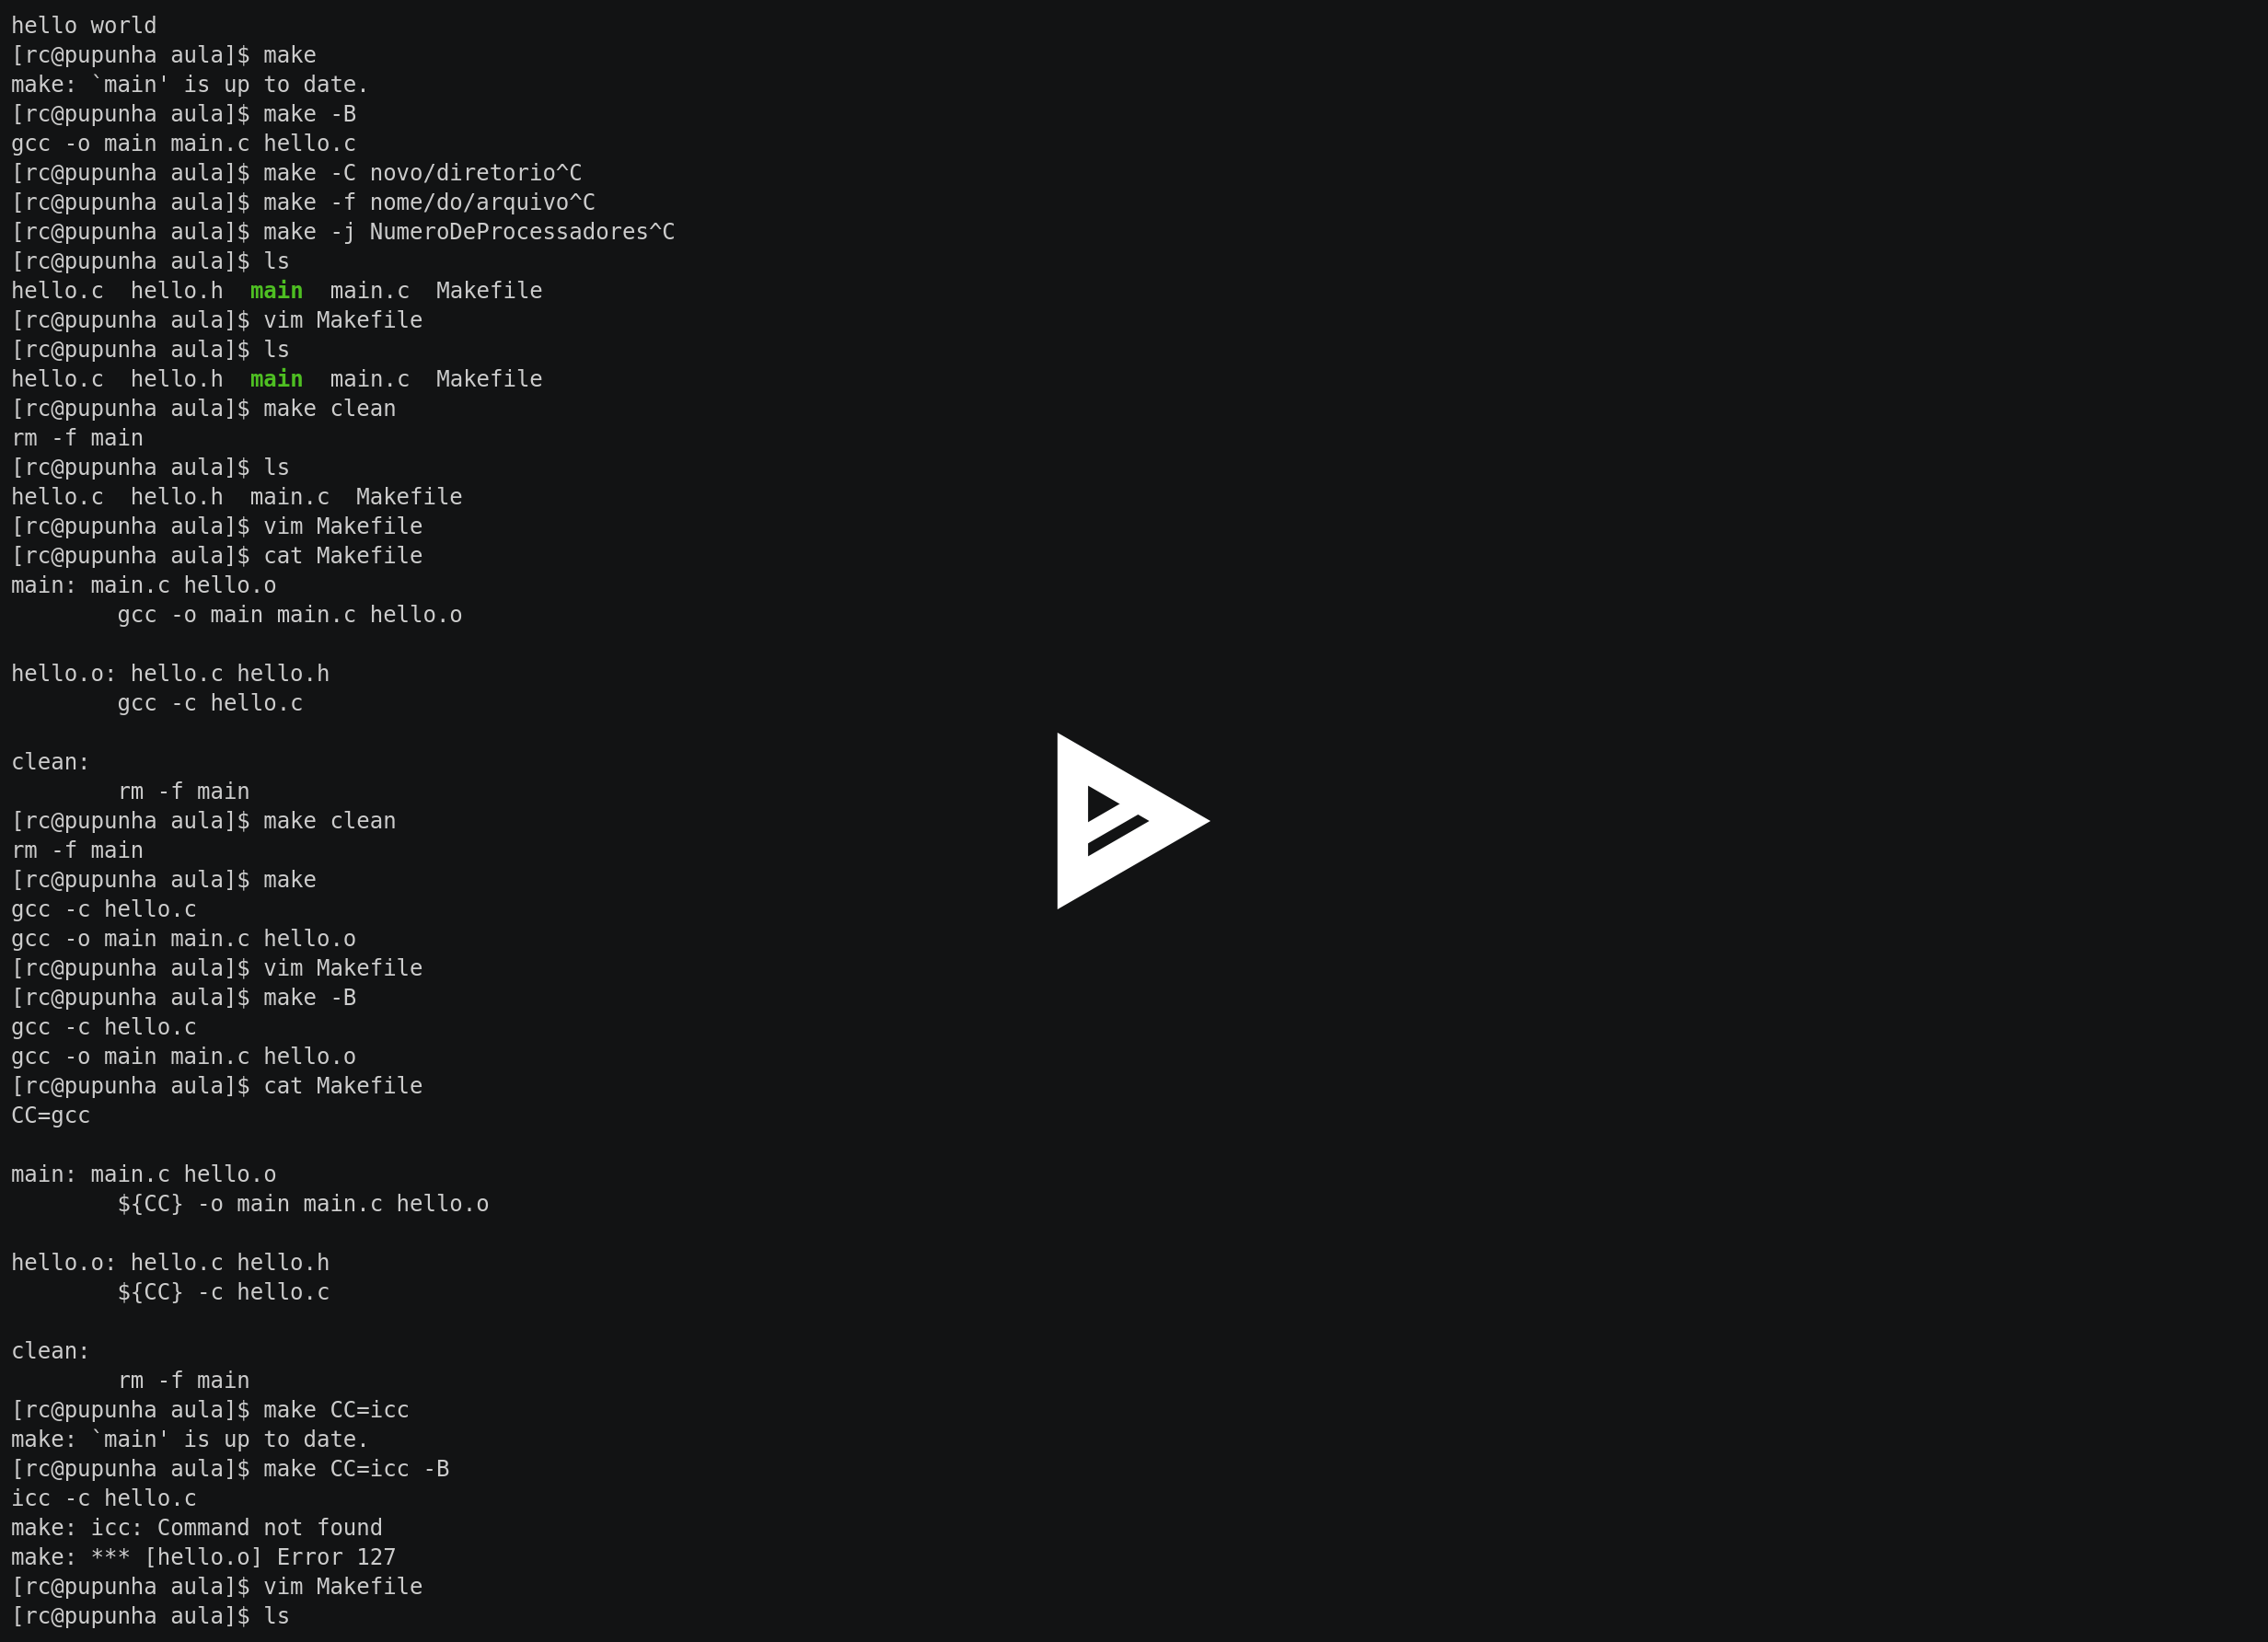 hello world
[rc@pupunha aula]$ make
make: `main' is up to date.
[rc@pupunha aula]$ make -B
gcc -o main main.c hello.c
[rc@pupunha aula]$ make -C novo/diretorio^C
[rc@pupunha aula]$ make -f nome/do/arquivo^C
[rc@pupunha aula]$ make -j NumeroDeProcessadores^C
[rc@pupunha aula]$ ls
hello.c  hello.h  main  main.c  Makefile
[rc@pupunha aula]$ vim Makefile
[rc@pupunha aula]$ ls
hello.c  hello.h  main  main.c  Makefile
[rc@pupunha aula]$ make clean
rm -f main
[rc@pupunha aula]$ ls
hello.c  hello.h  main.c  Makefile
[rc@pupunha aula]$ vim Makefile
[rc@pupunha aula]$ cat Makefile
main: main.c hello.o
        gcc -o main main.c hello.o

hello.o: hello.c hello.h
        gcc -c hello.c

clean:
        rm -f main
[rc@pupunha aula]$ make clean
rm -f main
[rc@pupunha aula]$ make
gcc -c hello.c
gcc -o main main.c hello.o
[rc@pupunha aula]$ vim Makefile
[rc@pupunha aula]$ make -B
gcc -c hello.c
gcc -o main main.c hello.o
[rc@pupunha aula]$ cat Makefile
CC=gcc

main: main.c hello.o
        ${CC} -o main main.c hello.o

hello.o: hello.c hello.h
        ${CC} -c hello.c

clean:
        rm -f main
[rc@pupunha aula]$ make CC=icc
make: `main' is up to date.
[rc@pupunha aula]$ make CC=icc -B
icc -c hello.c
make: icc: Command not found
make: *** [hello.o] Error 127
[rc@pupunha aula]$ vim Makefile
[rc@pupunha aula]$ ls